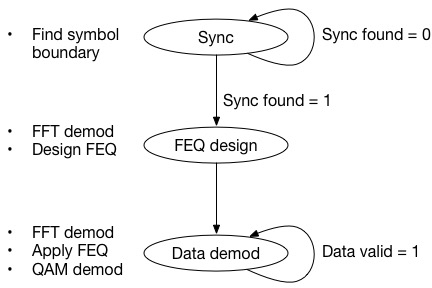 • Find symbol
boundary
Sync
Sync found = 0
Sync found = 1
• FFT demod
• Design FEQ
FEQ design
• FFT demod
• Apply FEQ
• QAM demod
Data demod
Data valid = 1